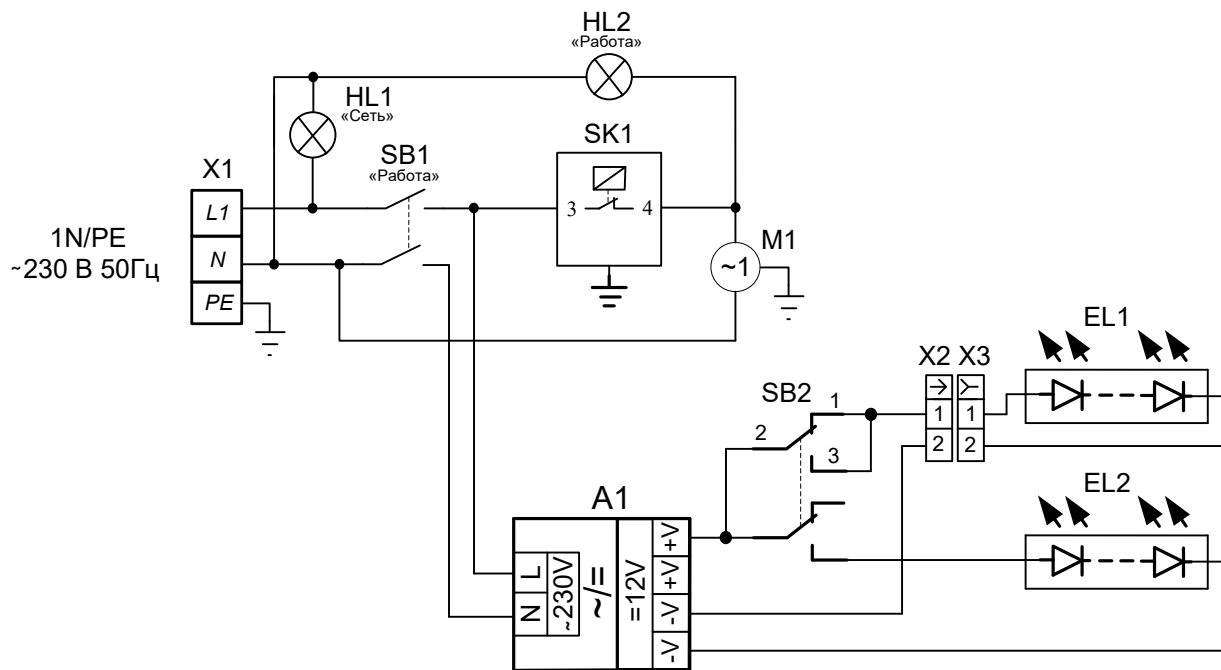 HL2
«Работа»
HL1
«Сеть»
SK1
SB1
«Работа»
X1
L1
3
4
1N/PE
~230 В 50Гц
N
M1
~1
PE
EL1
X2
X3
SB2
1
1
1
2
3
2
2
EL2
A1
L
N
~230V
~/=
=12V
+V
+V
-V
-V